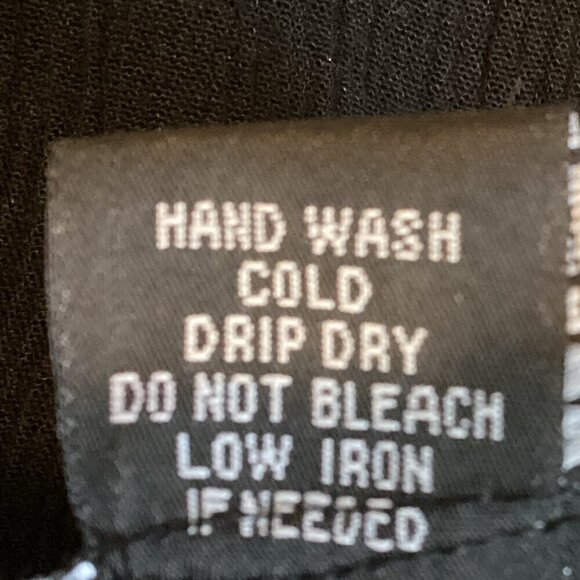 HAND WASH
COLD
DRIP DRY
DO NOT BLEACH
LOW IRON
IF NEEDED